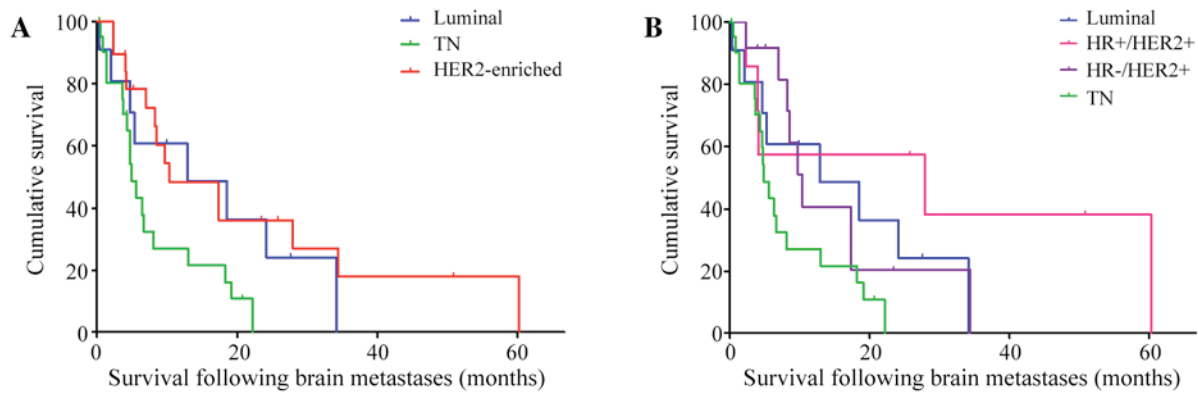 A
Cumulative survival
100
80
60
40
20
0
0 20 40 60
Survival following brain metastases (months)
Luminal
TN
HER2-enriched
B
Cumulative survival
100
80
60
40
20
0
0 20 40 60
Survival following brain metastases (months)
Luminal
HR+/HER2+
HR-/HER2+
TN